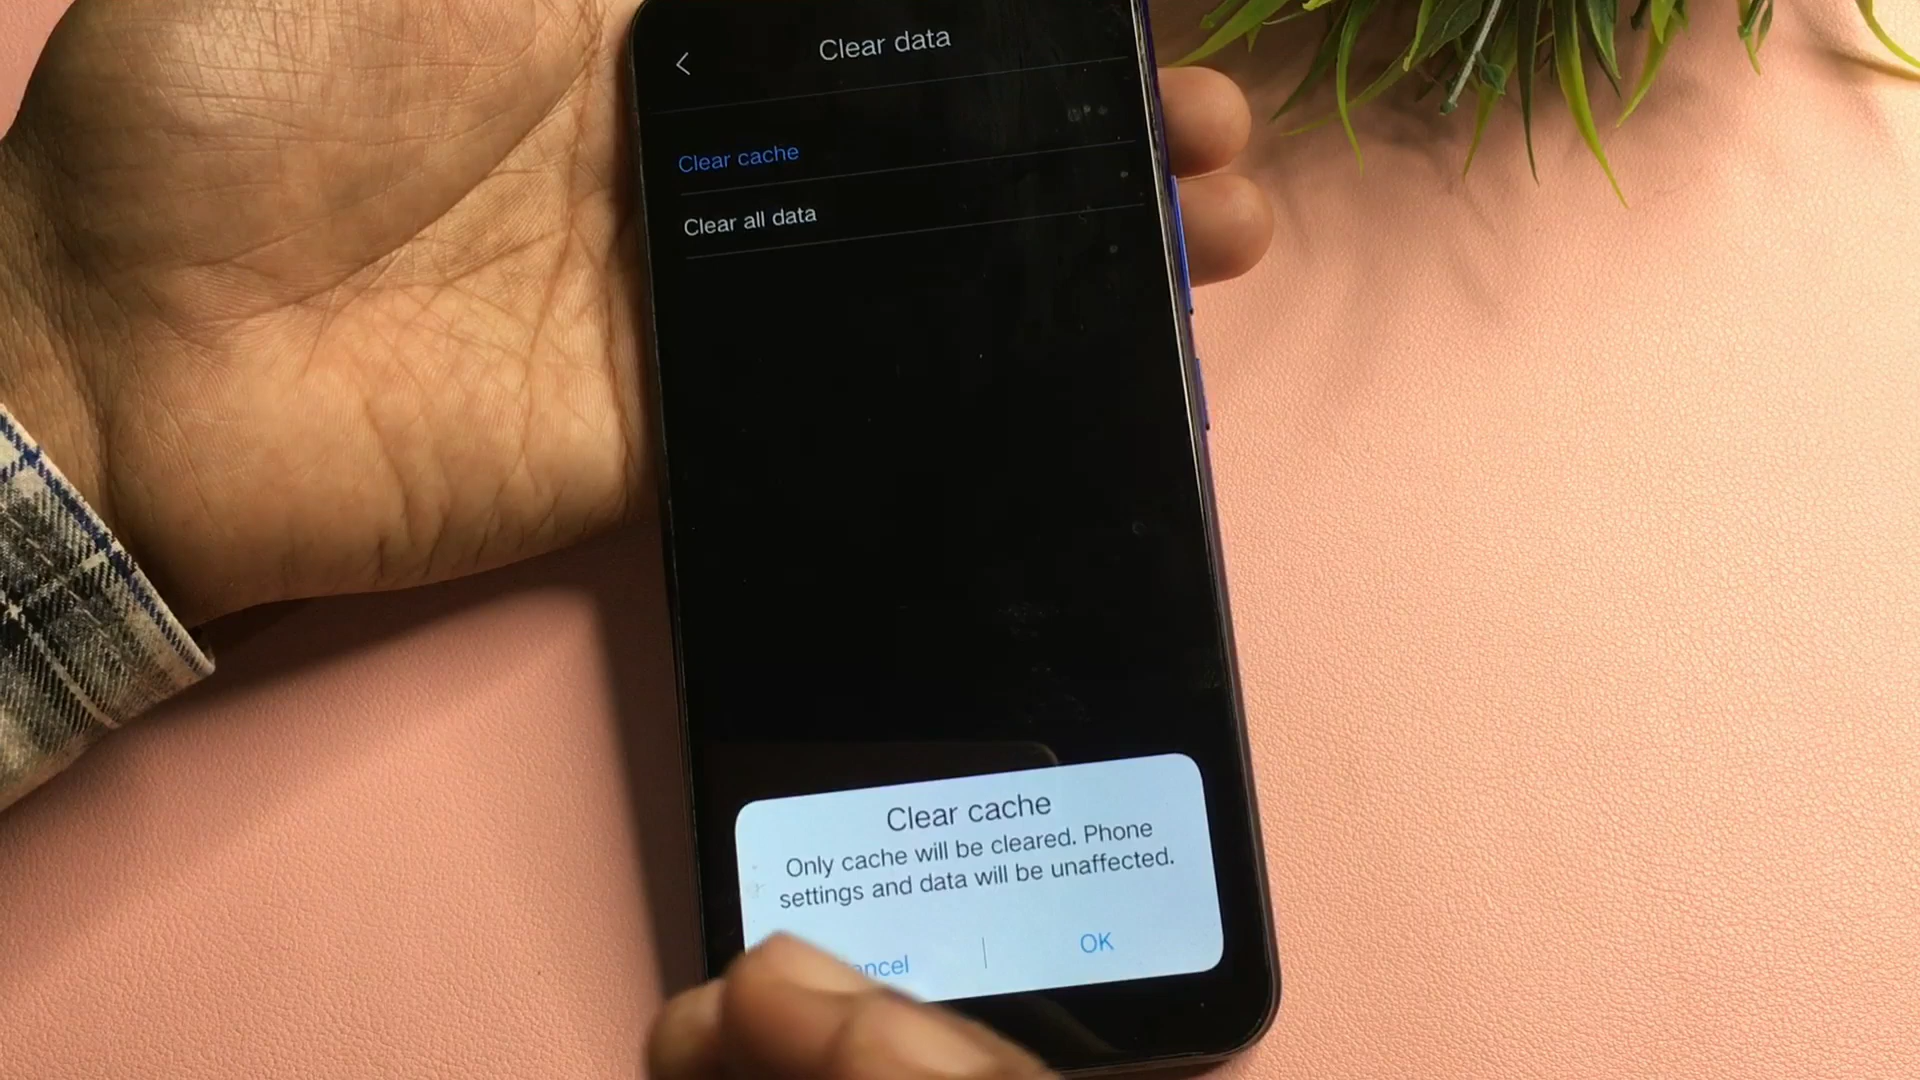 Clear data
Clear cache
Clear all data
Clear cache
Only cache will be cleared. Phone
settings and data will be unaffected.
OK